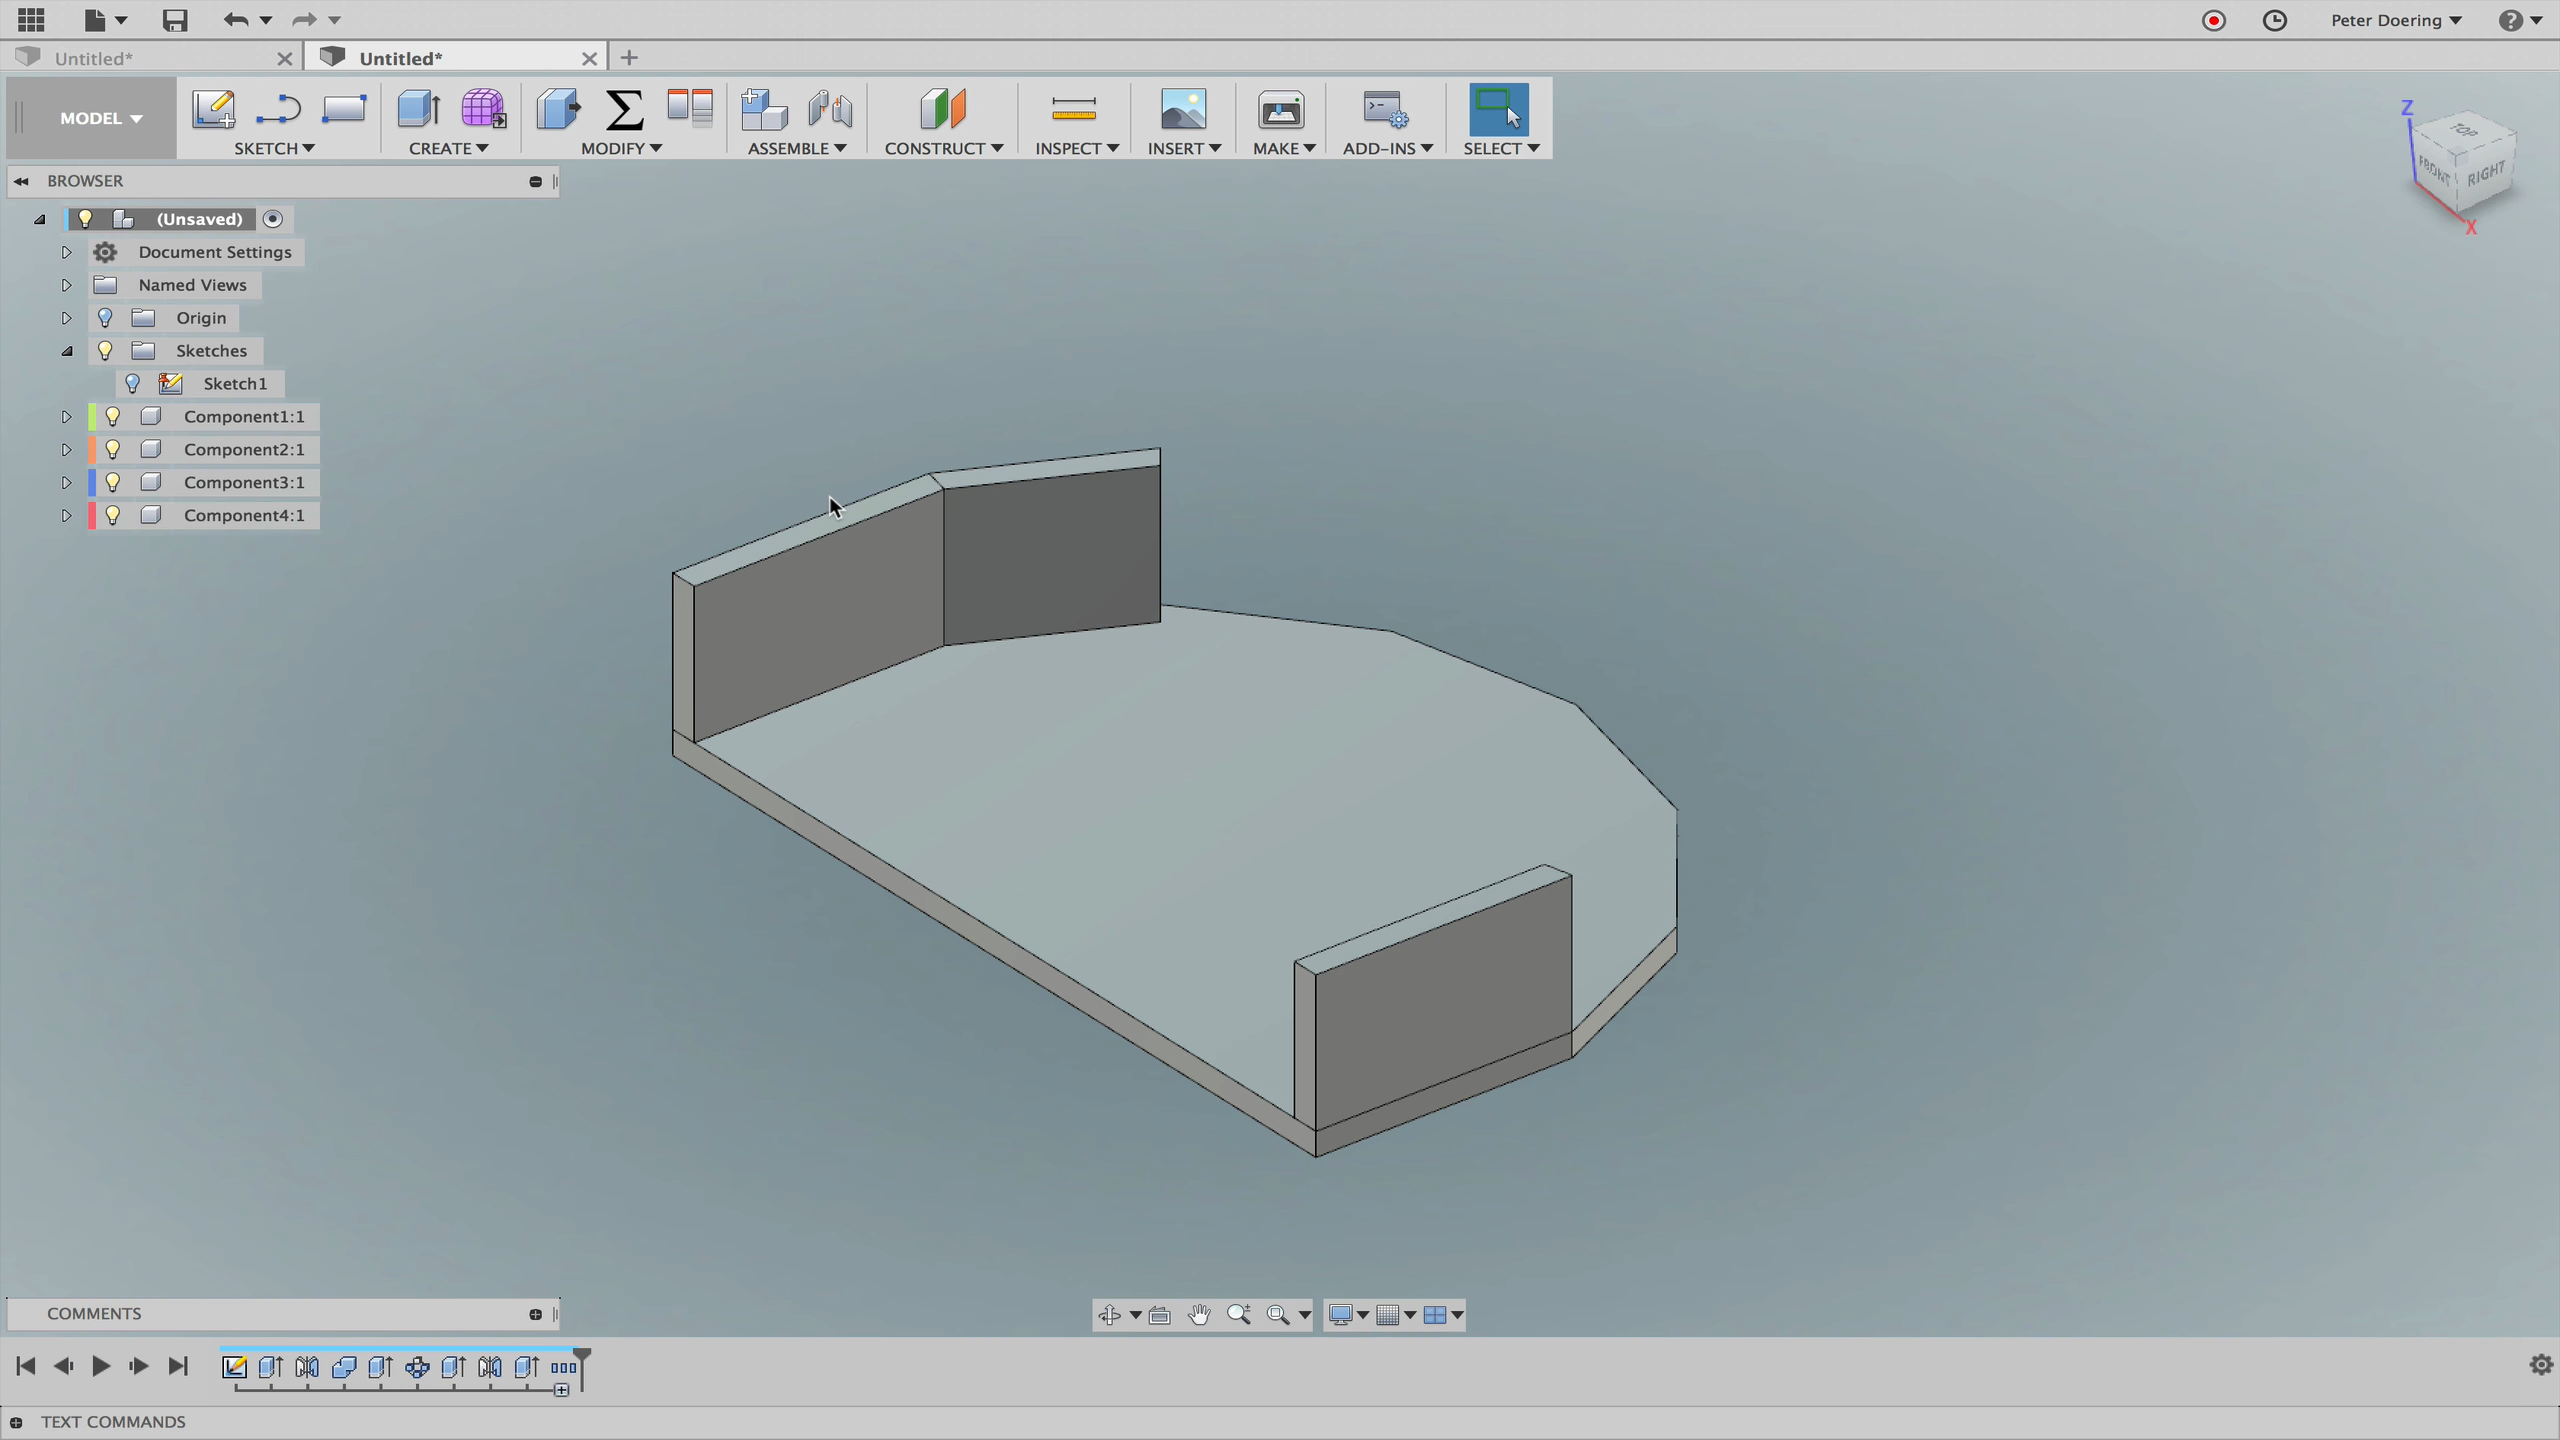 Peter Doering
Untitled*
Untitled*
MODEL
SKETCH
CREATE
MODIFY
ASSEMBLE
CONSTRUCT
INSPECT
INSERT
MAKE
ADD-INS
SELECT
Z
TOP
FRONT
RIGHT
X
BROWSER
(Unsaved)
Document Settings
Named Views
Origin
Sketches
Sketch1
Component1:1
Component2:1
Component3:1
Component4:1
COMMENTS
TEXT COMMANDS